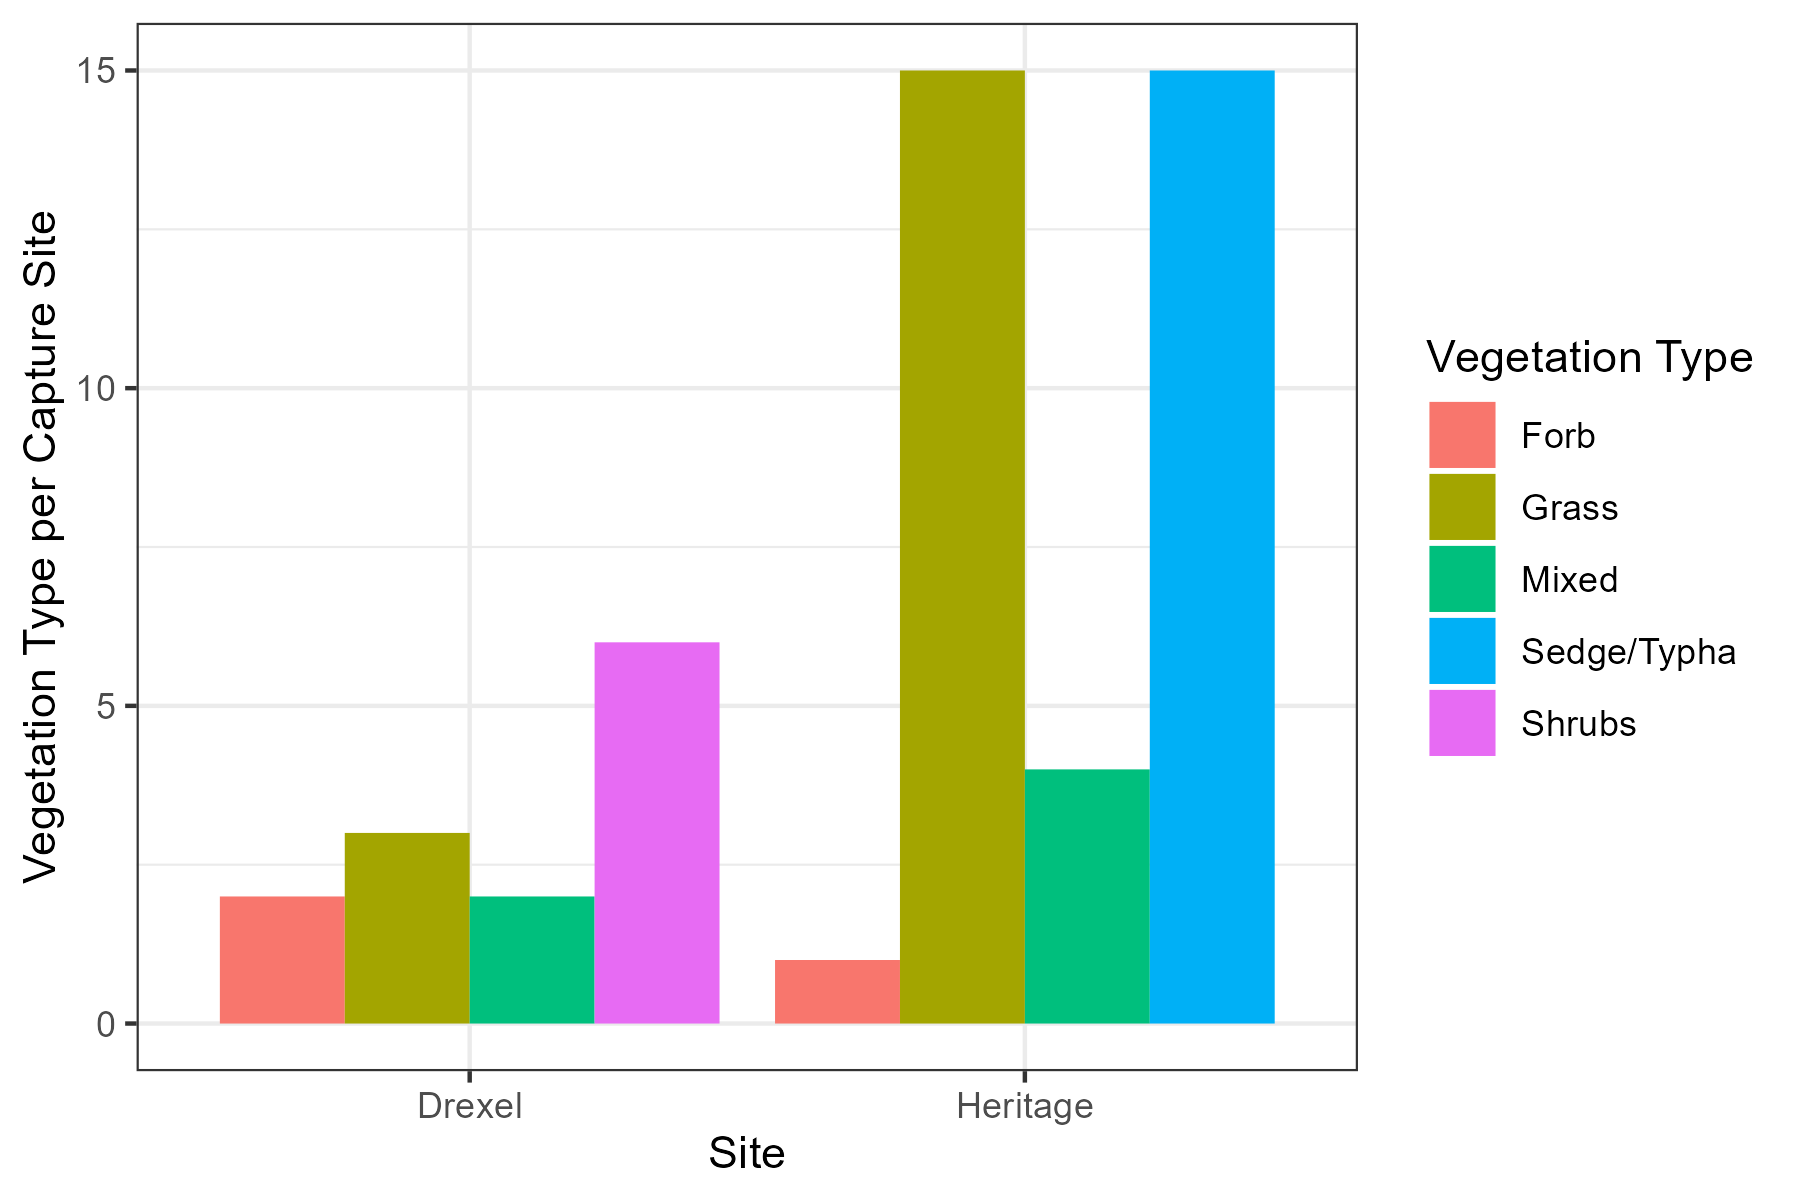 Vegetation Type per Capture Site
15
10
5
0
Drexel
Heritage
Site
Vegetation Type
Forb
Grass
Mixed
Sedge/Typha
Shrubs